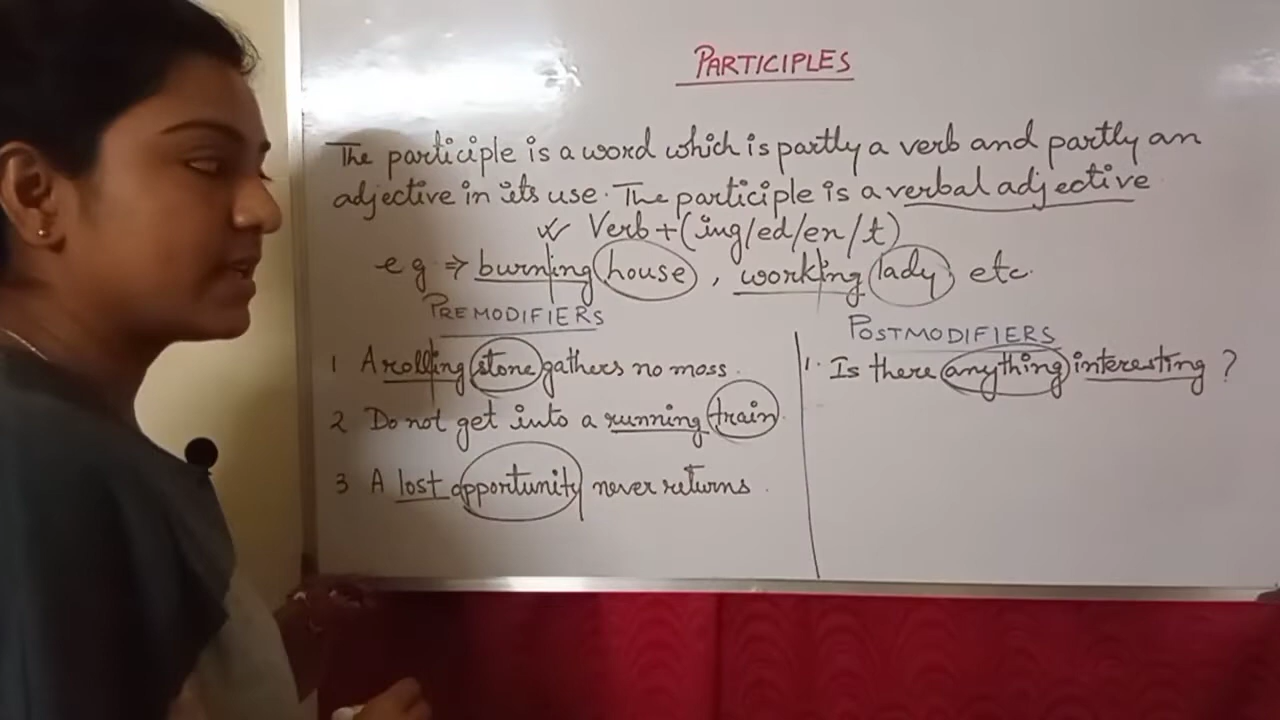 PARTICIPLES
The participle is a word which is partly a verb and partly an
adjective in its use. The participle is a verbal adjective
Verb + (ing/ed/en/t)
eg ⇒ burning house, working lady etc.
PREMODIFIERS
1 A rolling stone gathers no mass.
2 Do not get into a running train.
3 A lost opportunity never returns.
POSTMODIFIERS
1. Is there anything interesting ?